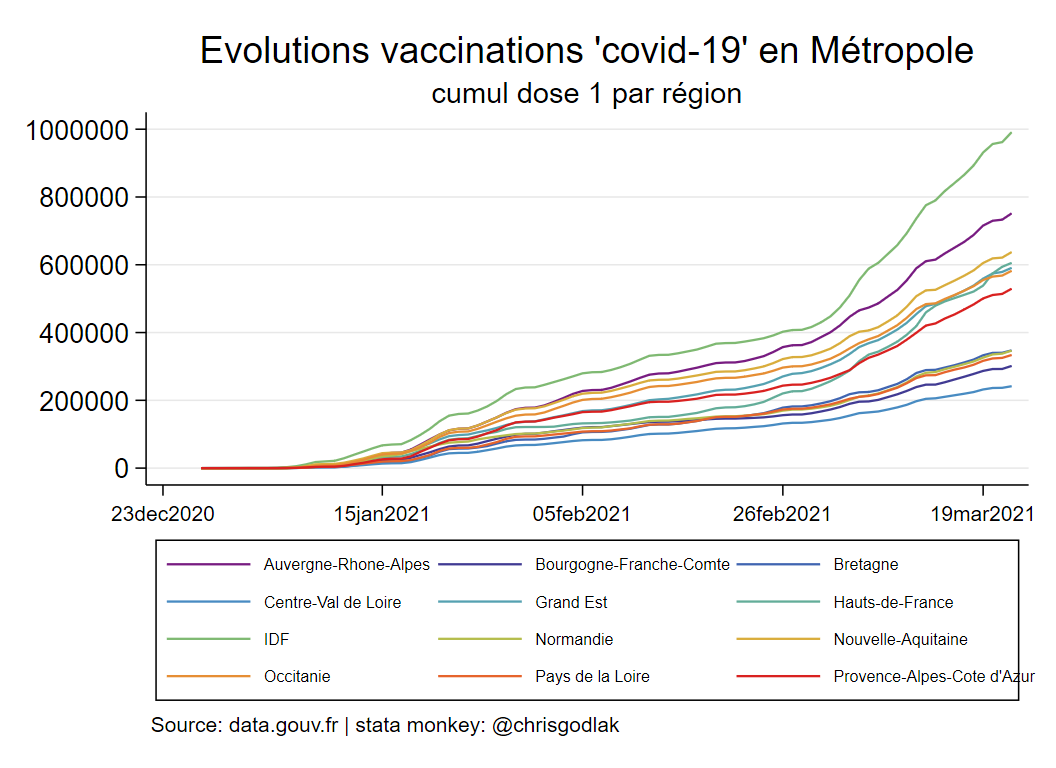 Evolutions vaccinations 'covid-19' en Métropole
cumul dose 1 par région
1000000
800000
600000
400000
200000
0
23dec2020 15jan2021 05feb2021 26feb2021 19mar2021
Auvergne-Rhone-Alpes Bourgogne-Franche-Comte Bretagne
Centre-Val de Loire Grand Est Hauts-de-France
IDF Normandie Nouvelle-Aquitaine
Occitanie Pays de la Loire Provence-Alpes-Cote d'Azur
Source: data.gouv.fr | stata monkey: @chrisgodlak